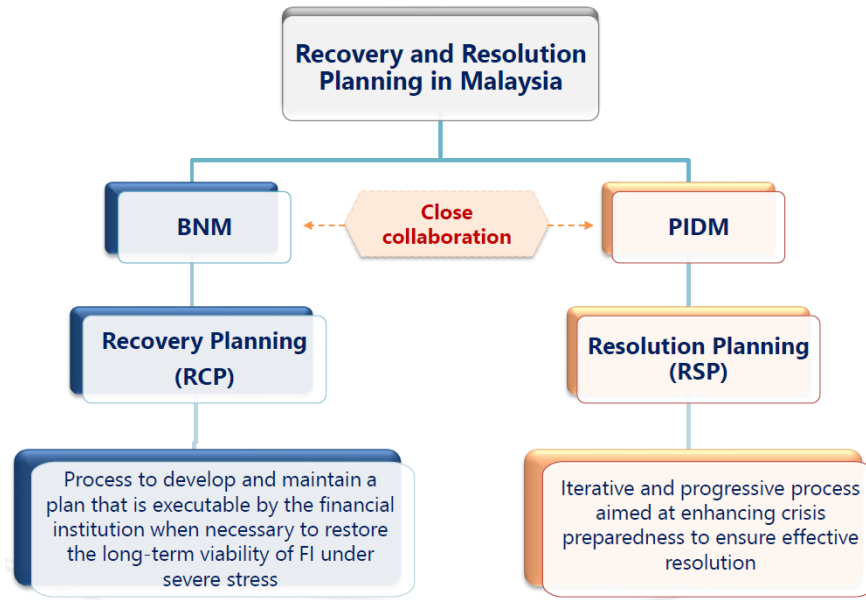 Recovery and Resolution
Planning in Malaysia
BNM
Close
collaboration
PIDM
Recovery Planning
(RCP)
Resolution Planning
(RSP)
Process to develop and maintain a
plan that is executable by the financial
institution when necessary to restore
the long-term viability of FI under
severe stress
Iterative and progressive process
aimed at enhancing crisis
preparedness to ensure effective
resolution